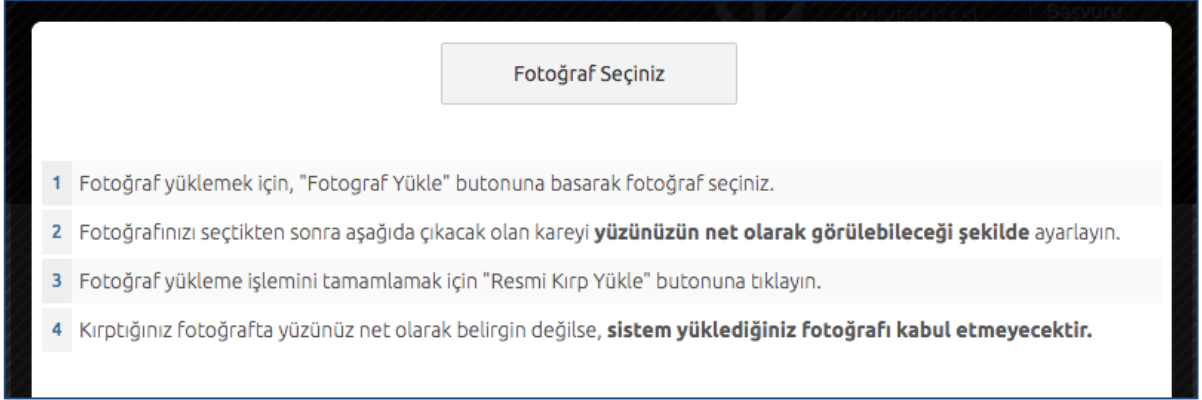 Başvuru
Fotoğraf Seçiniz
1 Fotoğraf yüklemek için, "Fotograf Yükle" butonuna basarak fotoğraf seçiniz.
2 Fotoğrafınızı seçtikten sonra aşağıda çıkacak olan kareyi yüzünüzün net olarak görülebileceği şekilde ayarlayın.
3 Fotoğraf yükleme işlemini tamamlamak için "Resmi Kırp Yükle" butonuna tıklayın.
4 Kırptığınız fotoğrafta yüzünüz net olarak belirgin değilse, sistem yüklediğiniz fotoğrafı kabul etmeyecektir.